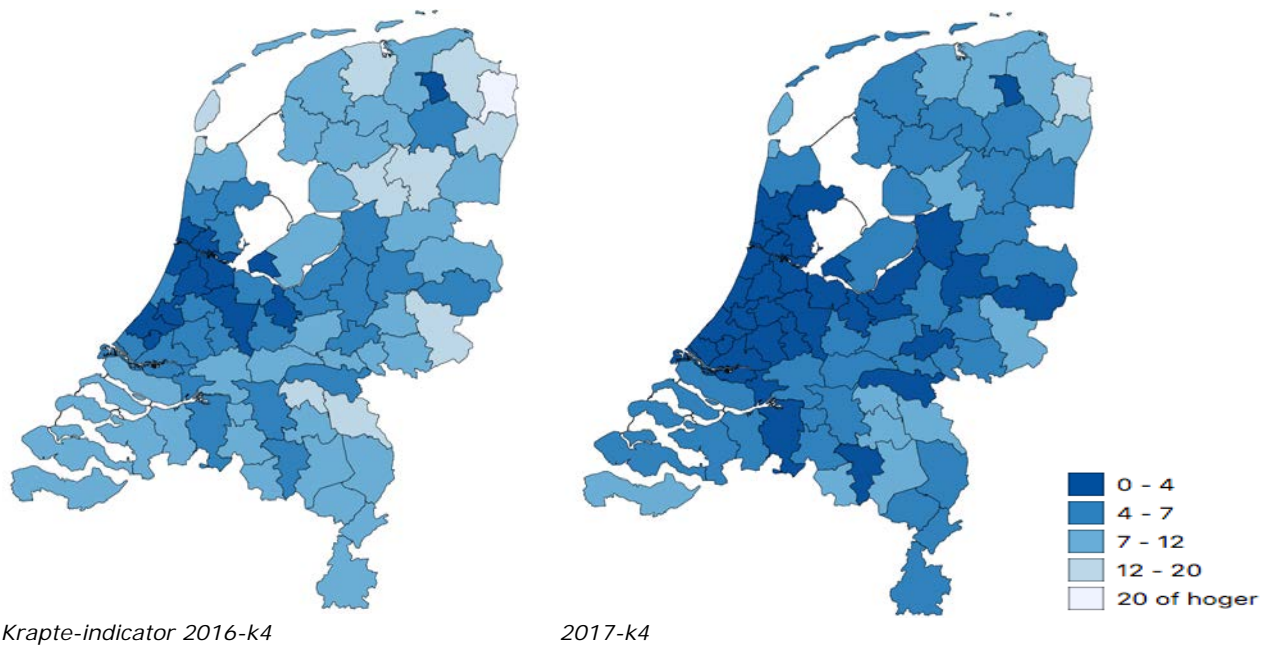 0 - 4
4 - 7
7 - 12
12 - 20
20 of hoger
Krapte-indicator 2016-k4
2017-k4